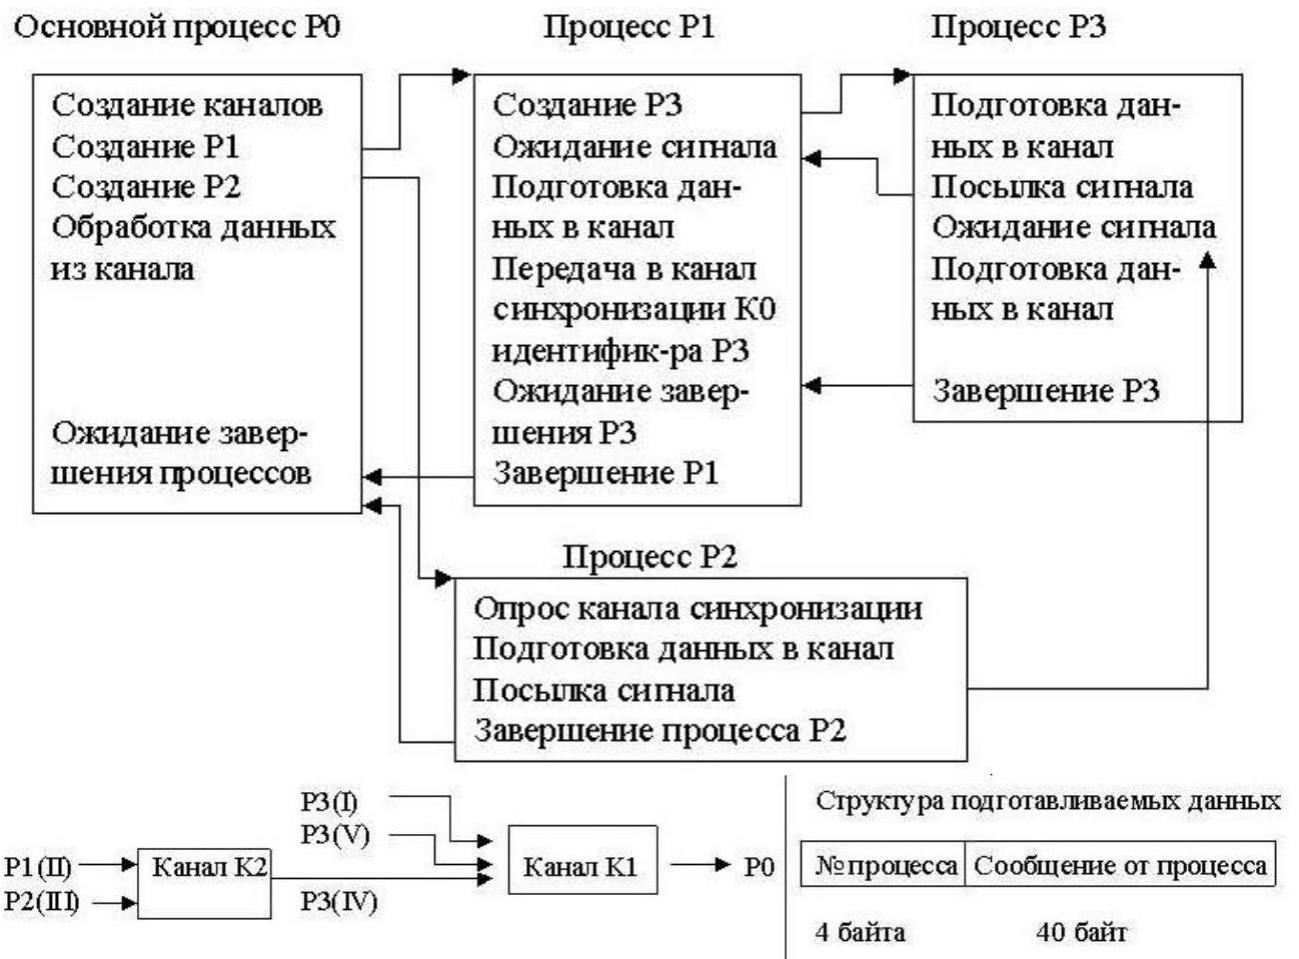 Основной процесс P0
Создание каналов
Создание P1
Создание P2
Обработка данных
из канала
Ожидание завер-
шения процессов
Процесс P1
Создание P3
Ожидание сигнала
Подготовка дан-
ных в канал
Передача в канал
синхронизации K0
идентифик-ра P3
Ожидание завер-
шения P3
Завершение P1
Процесс P3
Подготовка дан-
ных в канал
Посылка сигнала
Ожидание сигнала
Подготовка дан-
ных в канал
Завершение P3
Процесс P2
Опрос канала синхронизации
Подготовка данных в канал
Посылка сигнала
Завершение процесса P2
P1(II)
P2(III)
Канал K2
P3(I)
P3(V)
P3(IV)
Канал K1
P0
Структура подготавливаемых данных
№процесса Сообщение от процесса
4 байта 40 байт